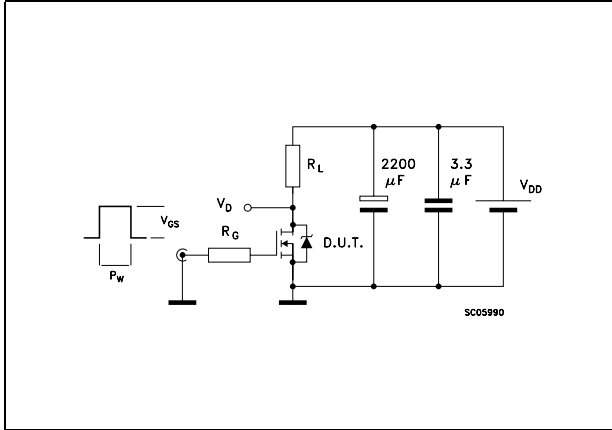 R_L
2200
μF
3.3
μF
V_DD
V_D
V_GS
R_G
D.U.T.
P_W
SC05990